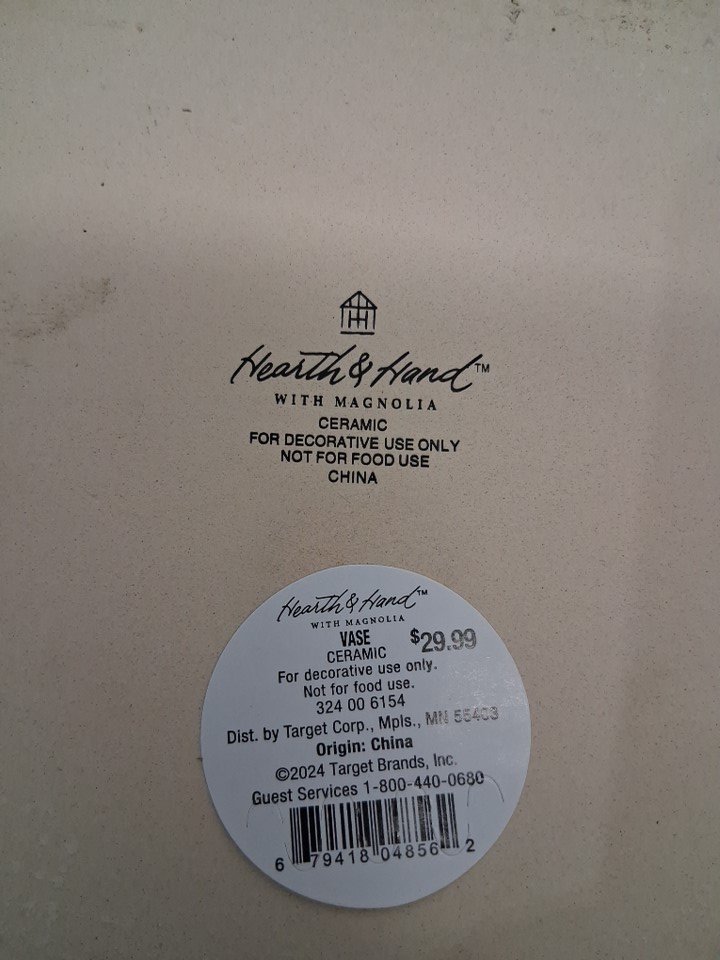 Hearth & Hand™
WITH MAGNOLIA
CERAMIC
FOR DECORATIVE USE ONLY
NOT FOR FOOD USE
CHINA
Hearth & Hand™
WITH MAGNOLIA
VASE $29.99
CERAMIC
For decorative use only.
Not for food use.
324 00 6154
Dist. by Target Corp., Mpls., MN 55403
Origin: China
©2024 Target Brands, Inc.
Guest Services 1-800-440-0680
6 79418 04856 2